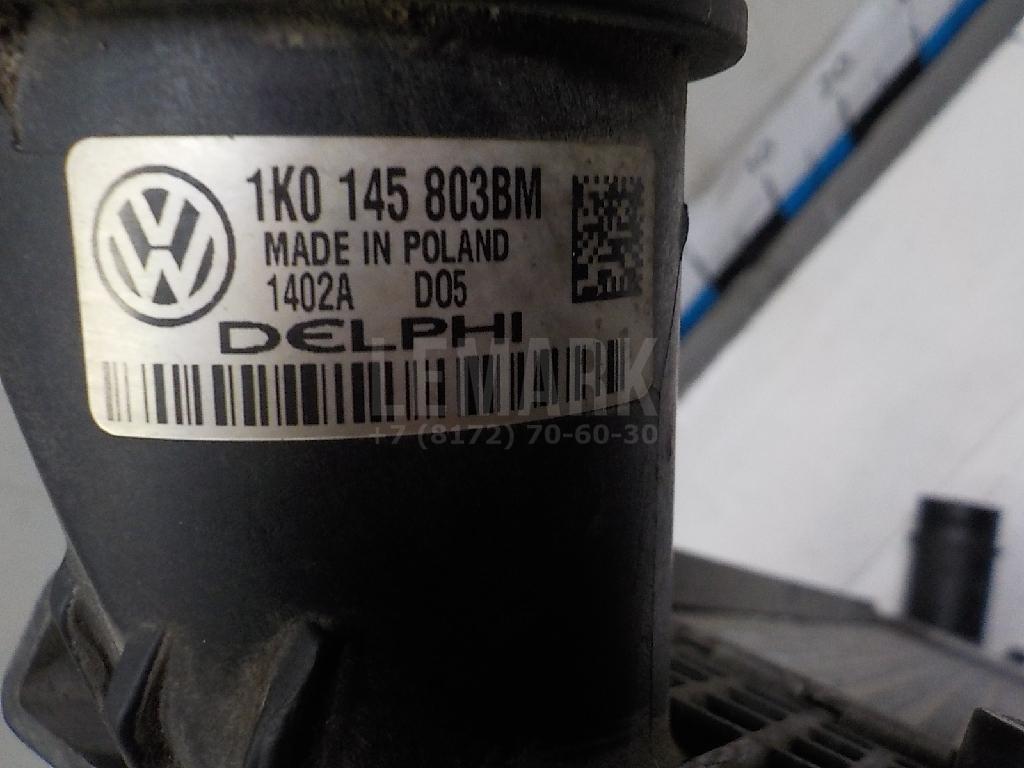 1K0 145 803BM
MADE IN POLAND
1402A D05
DELPHI
LEMARK
+7 (8172) 70-60-30